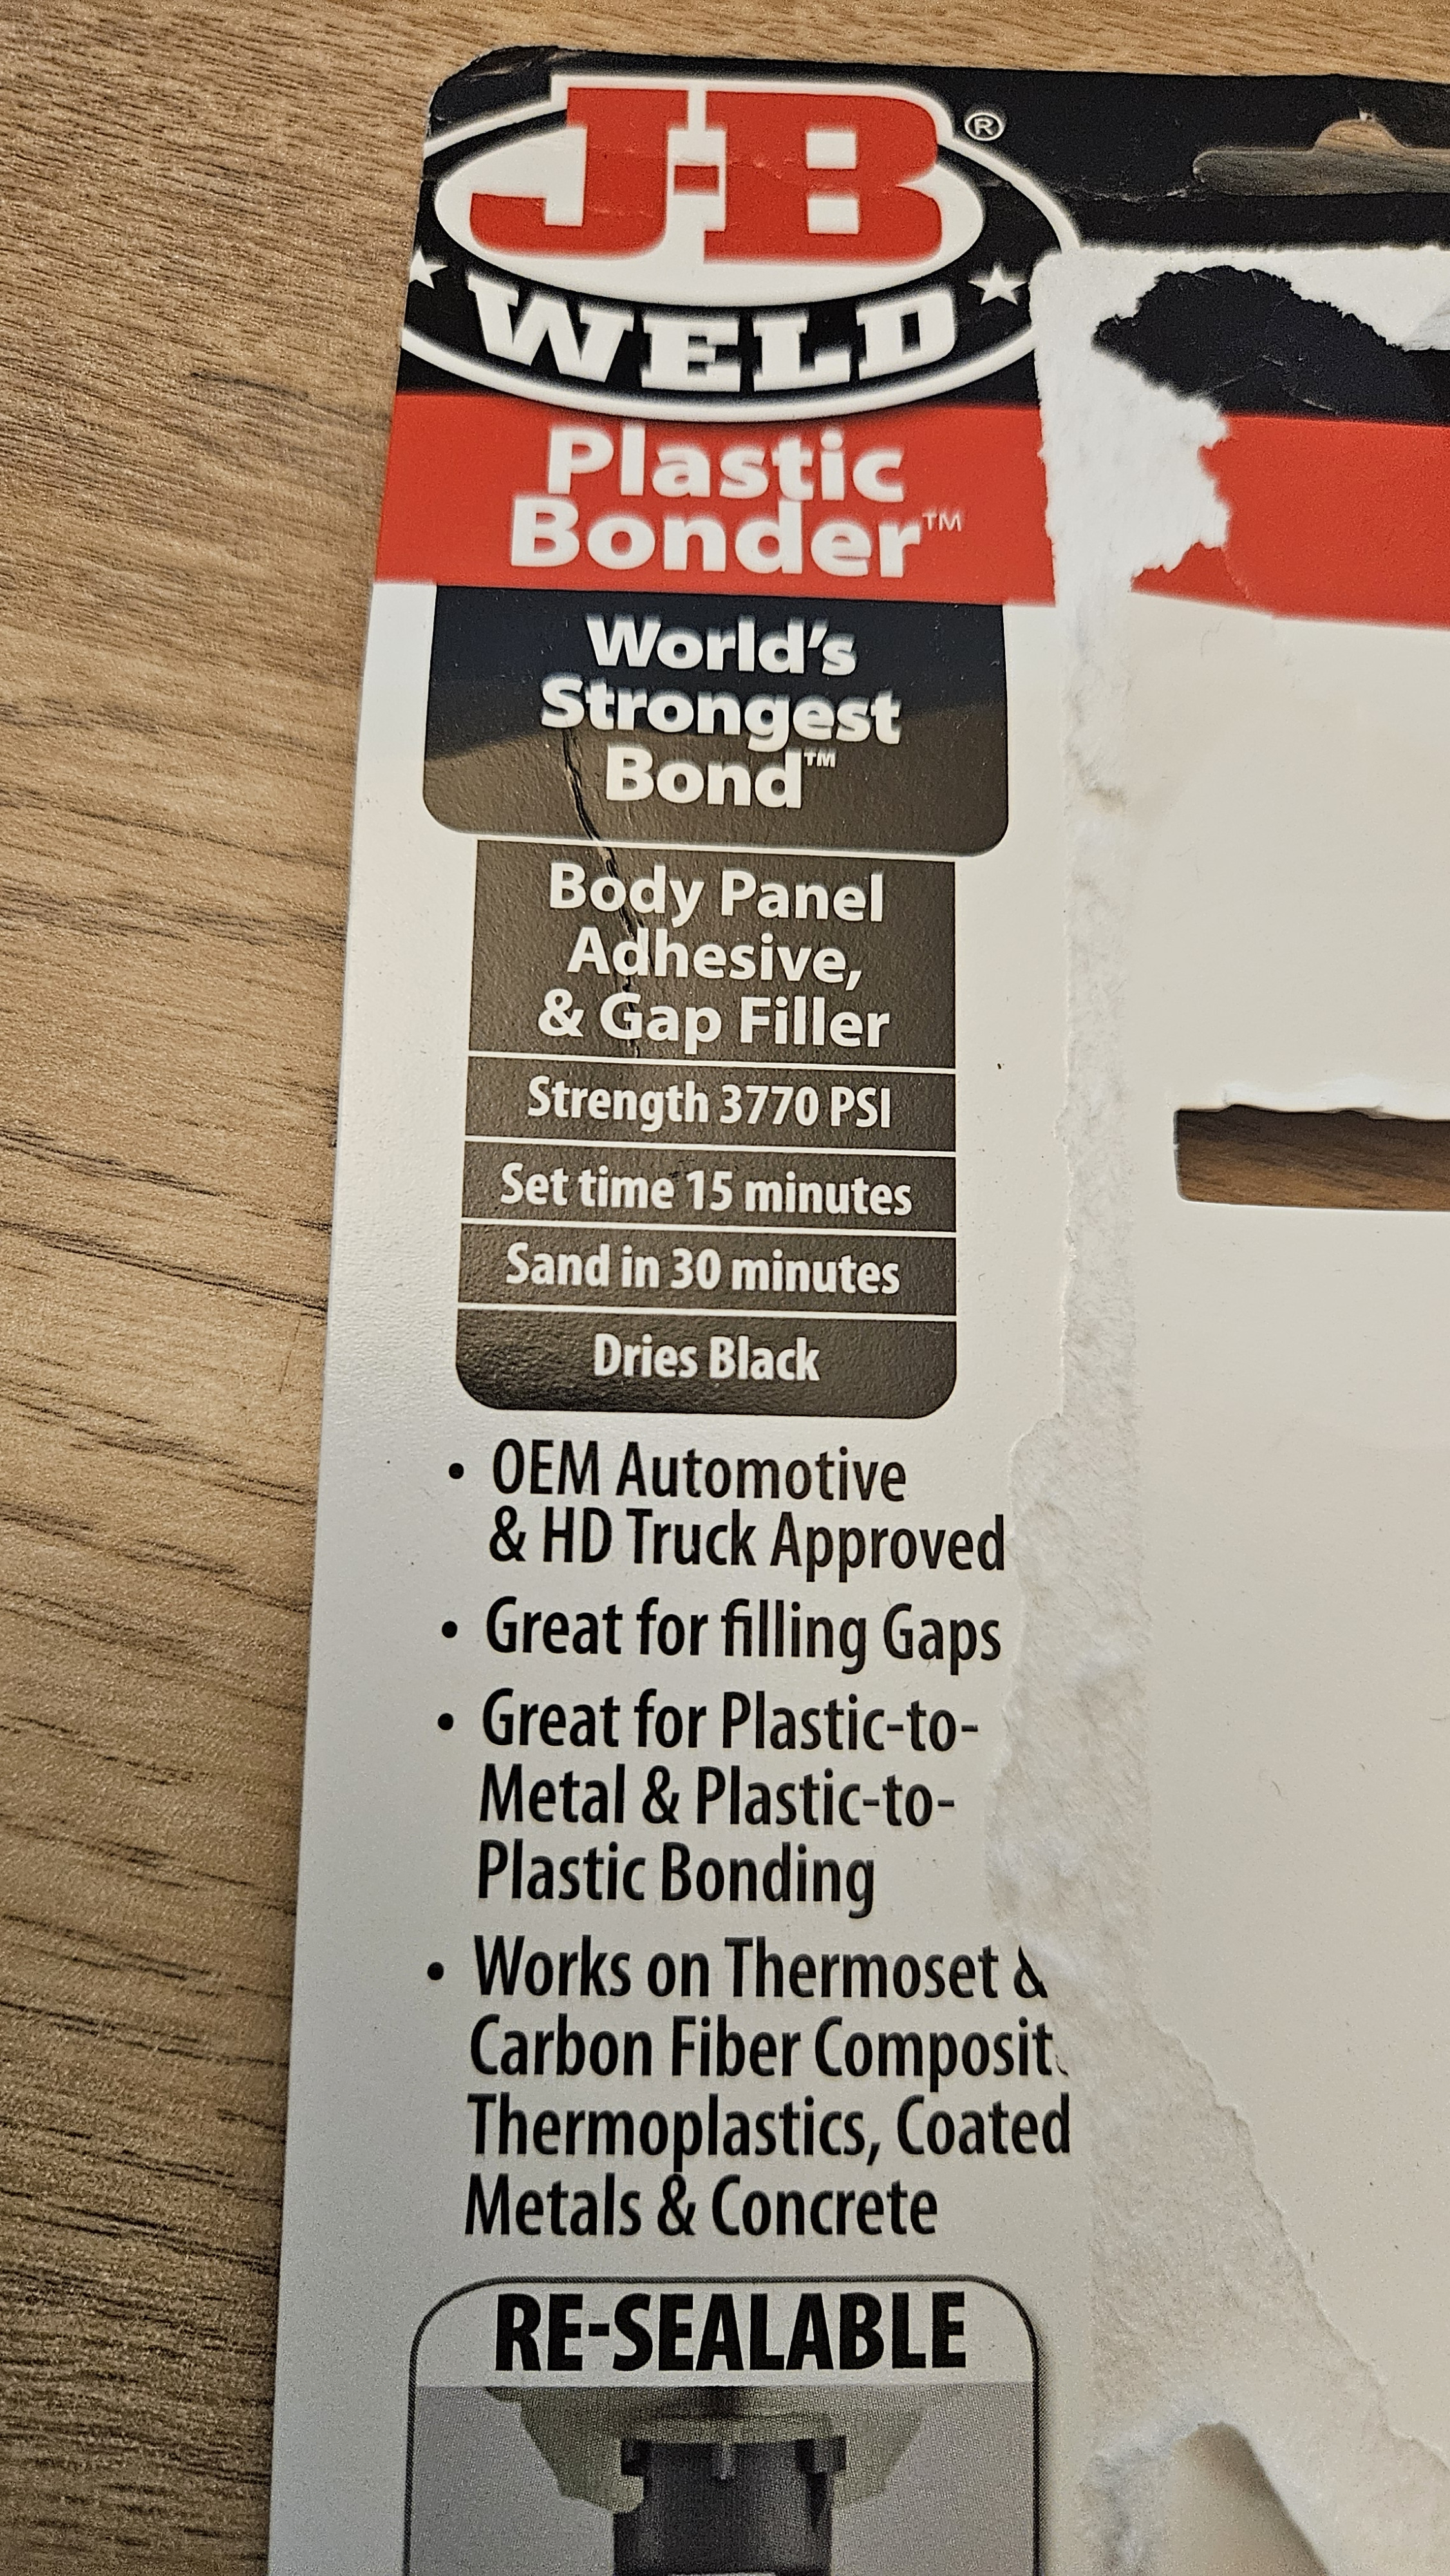 J-B®
WELD
Plastic
Bonder™
World's
Strongest
Bond™
Body Panel
Adhesive,
& Gap Filler
Strength 3770 PSI
Set time 15 minutes
Sand in 30 minutes
Dries Black
• OEM Automotive
& HD Truck Approved
• Great for filling Gaps
• Great for Plastic-to-
Metal & Plastic-to-
Plastic Bonding
• Works on Thermoset &
Carbon Fiber
Thermoplastics, Coated
Metals & Concrete
RE-SEALABLE